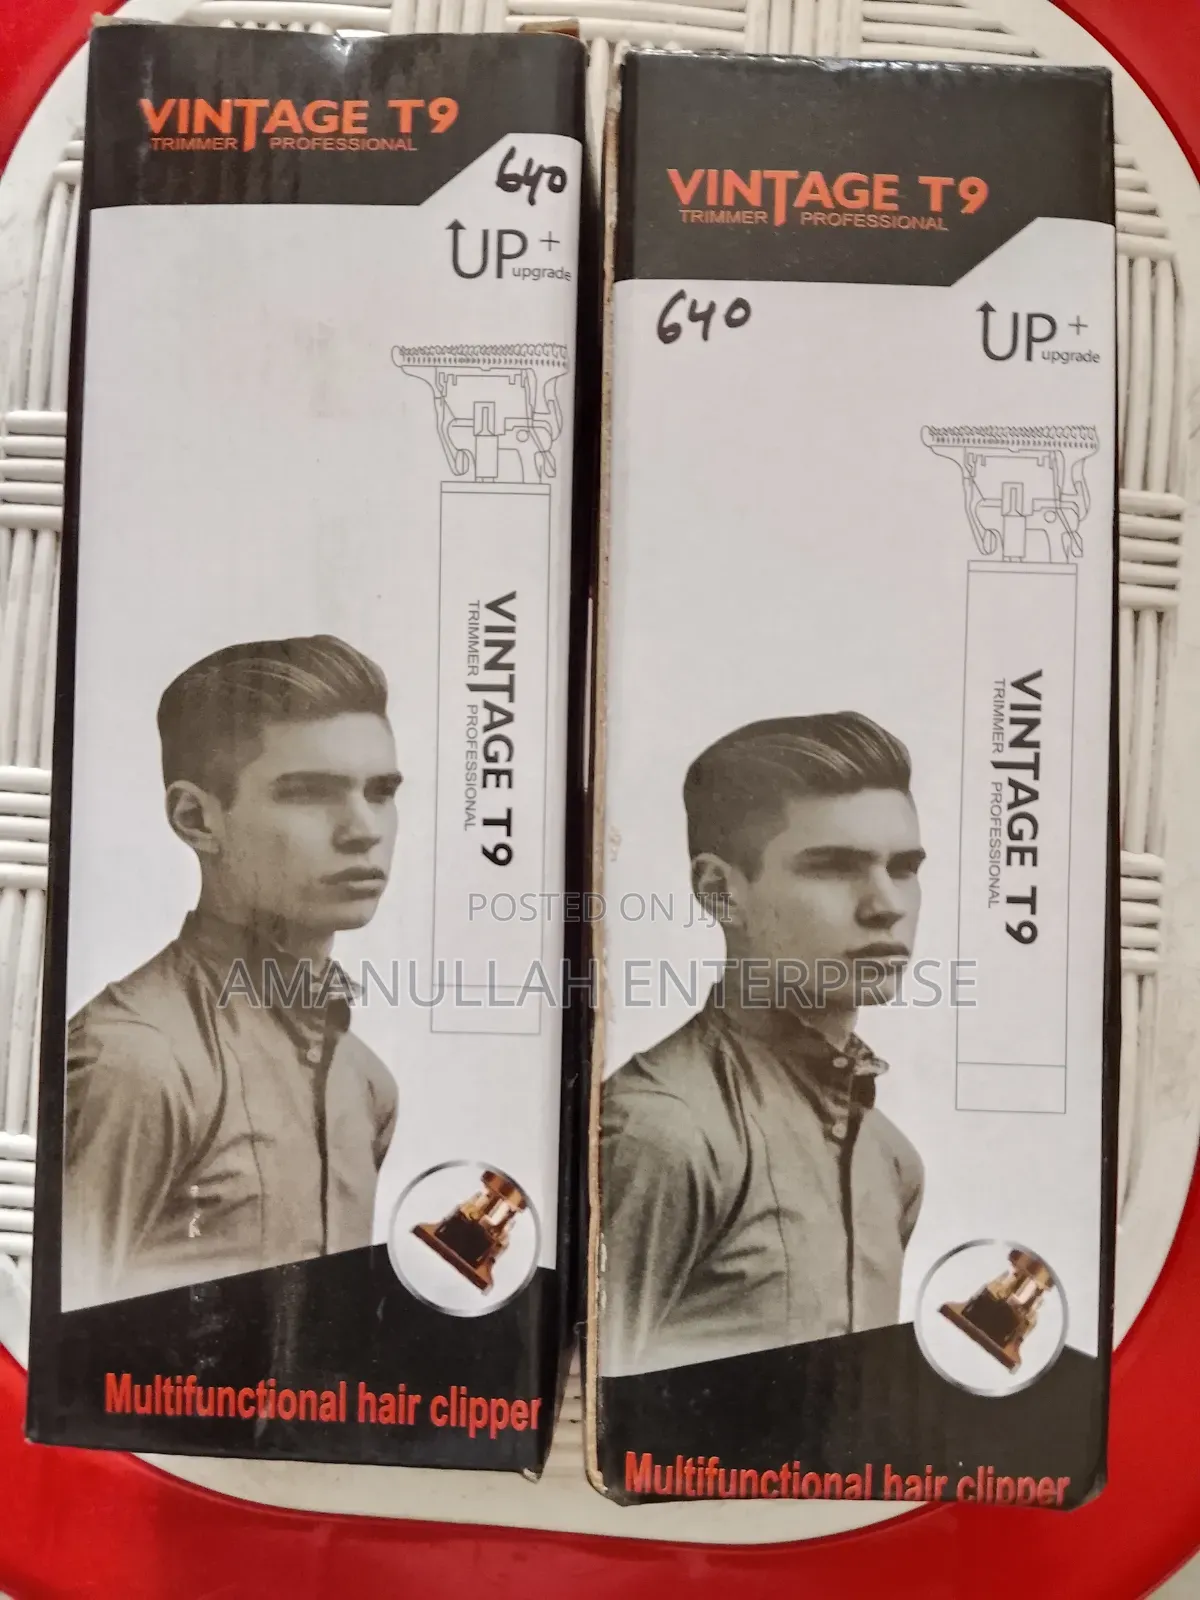 VINTAGE T9
TRIMMER PROFESSIONAL
640
UP+
upgrade
VINTAGE T9
TRIMMER PROFESSIONAL
Multifunctional hair clipper
VINTAGE T9
TRIMMER PROFESSIONAL
640
UP+
upgrade
VINTAGE T9
TRIMMER PROFESSIONAL
Multifunctional hair clipper
POSTED ON JIJI
AMANULLAH ENTERPRISE